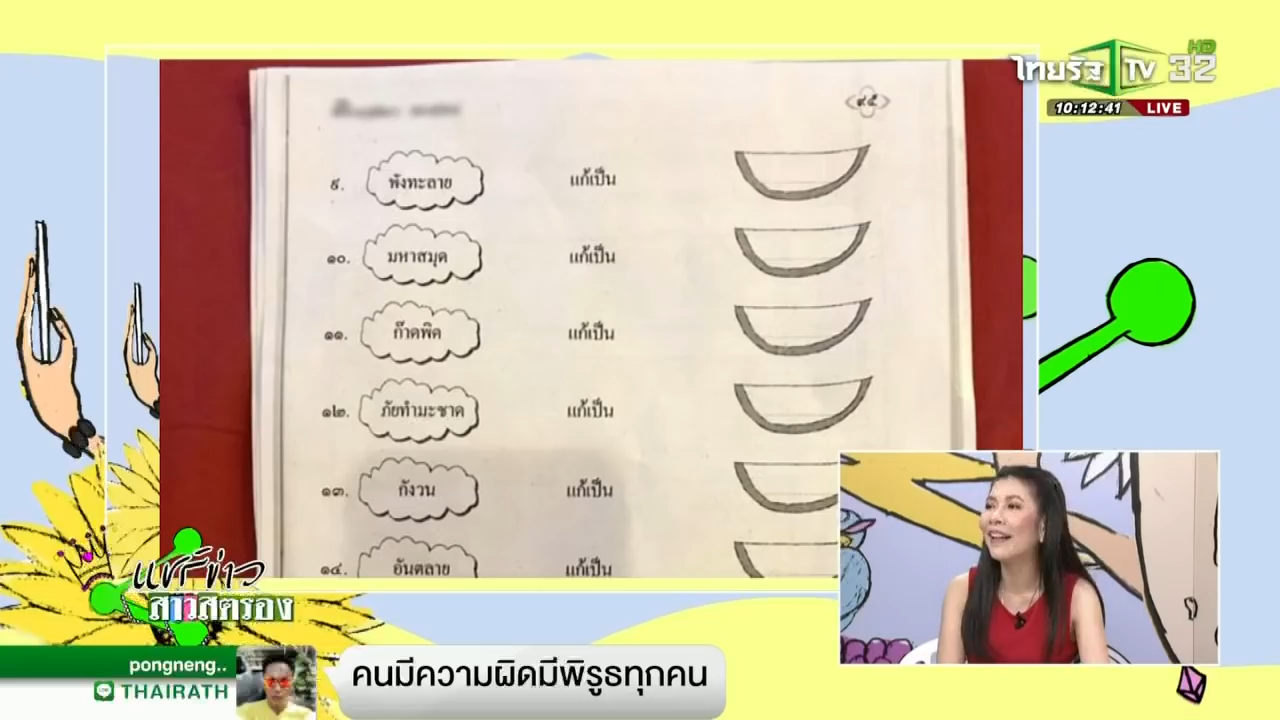 ไทยรัฐ TV HD 32
10:12:41 LIVE
๙๕
๙. พังทะลาย แก้เป็น
๑๐. มหาสมุด แก้เป็น
๑๑. ก๊าดพิด แก้เป็น
๑๒. ภัยทำมะชาด แก้เป็น
๑๓. กังวน แก้เป็น
๑๔. อันตลาย แก้เป็น
แชร์ข่าว
สาวสตรอง
pongneng..
LINE THAIRATH
คนมีความผิดมีพิรูธทุกคน